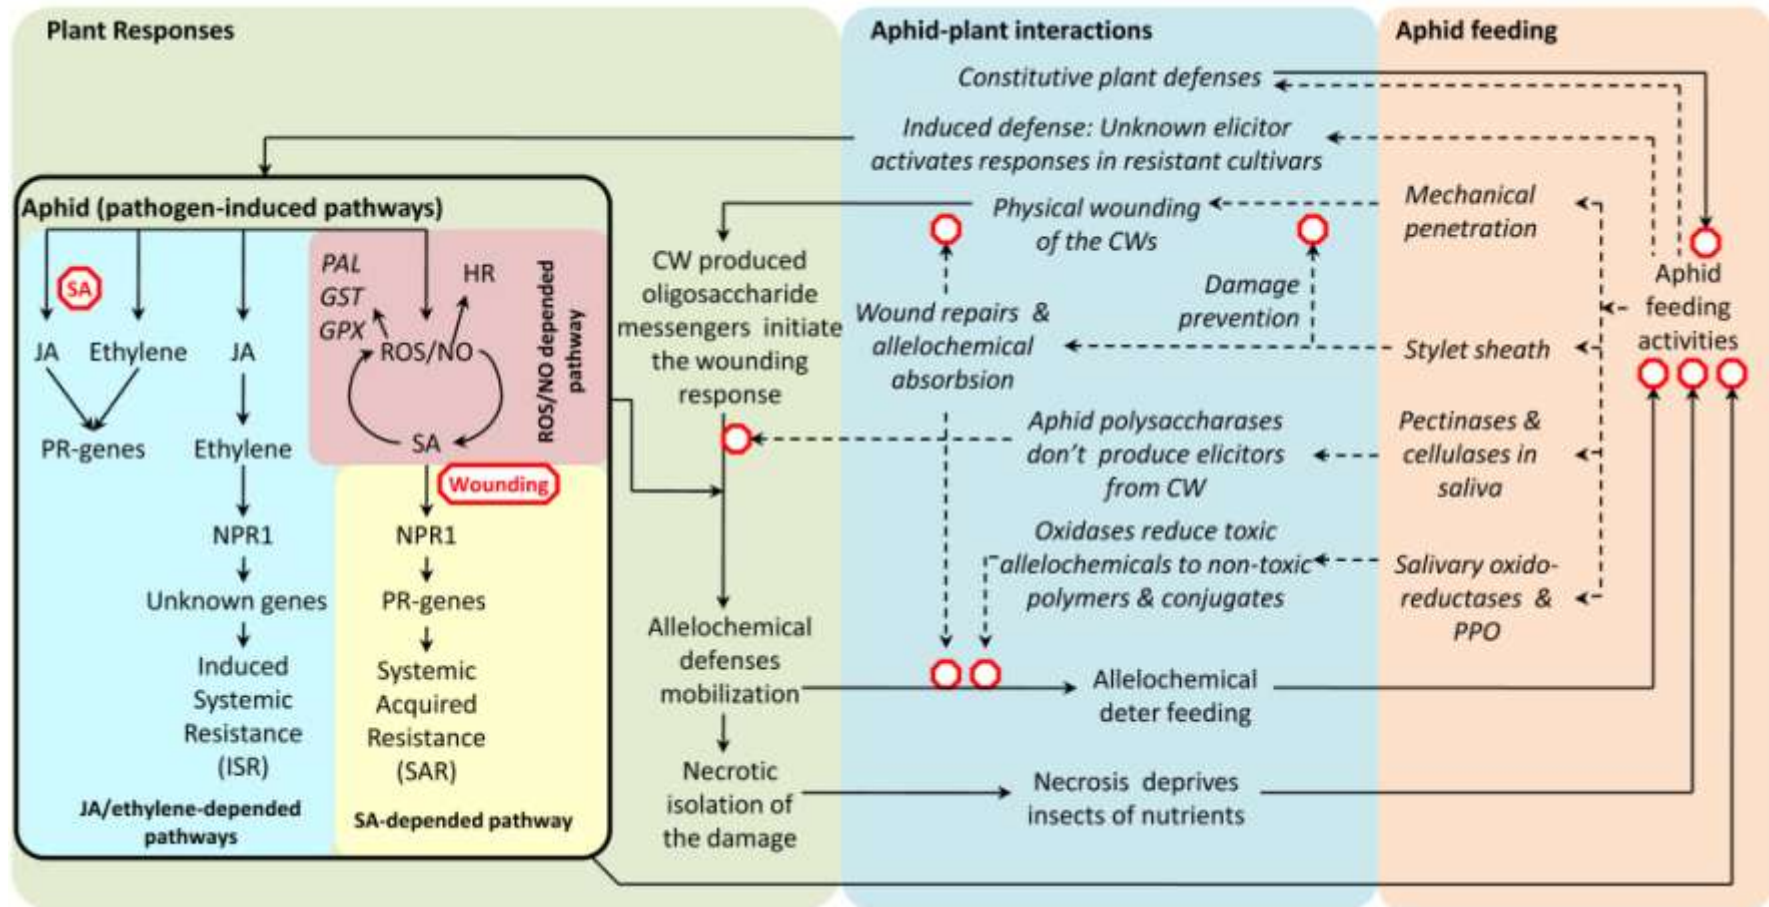 Plant Responses
Aphid-plant interactions
Aphid feeding
Constitutive plant defenses
Induced defense: Unknown elicitor
activates responses in resistant cultivars
Aphid (pathogen-induced pathways)
SA
JA
Ethylene
PR-genes
JA
Ethylene
NPR1
Unknown genes
Induced
Systemic
Resistance
(ISR)
JA/ethylene-depended
pathways
PAL
GST
GPX
HR
ROS/NO
SA
ROS/NO depended
pathway
Wounding
NPR1
PR-genes
Systemic
Acquired
Resistance
(SAR)
SA-depended pathway
CW produced
oligosaccharide
messengers initiate
the wounding
response
Allelochemical
defenses
mobilization
Necrotic
isolation of
the damage
Physical wounding
of the CWs
Wound repairs &
allelochemical
absorbsion
Damage
prevention
Aphid polysaccharases
don't produce elicitors
from CW
Oxidases reduce toxic
allelochemicals to non-toxic
polymers & conjugates
Allelochemical
deter feeding
Necrosis deprives
insects of nutrients
Mechanical
penetration
Stylet sheath
Pectinases &
cellulases in
saliva
Salivary oxido-
reductases &
PPO
Aphid
feeding
activities